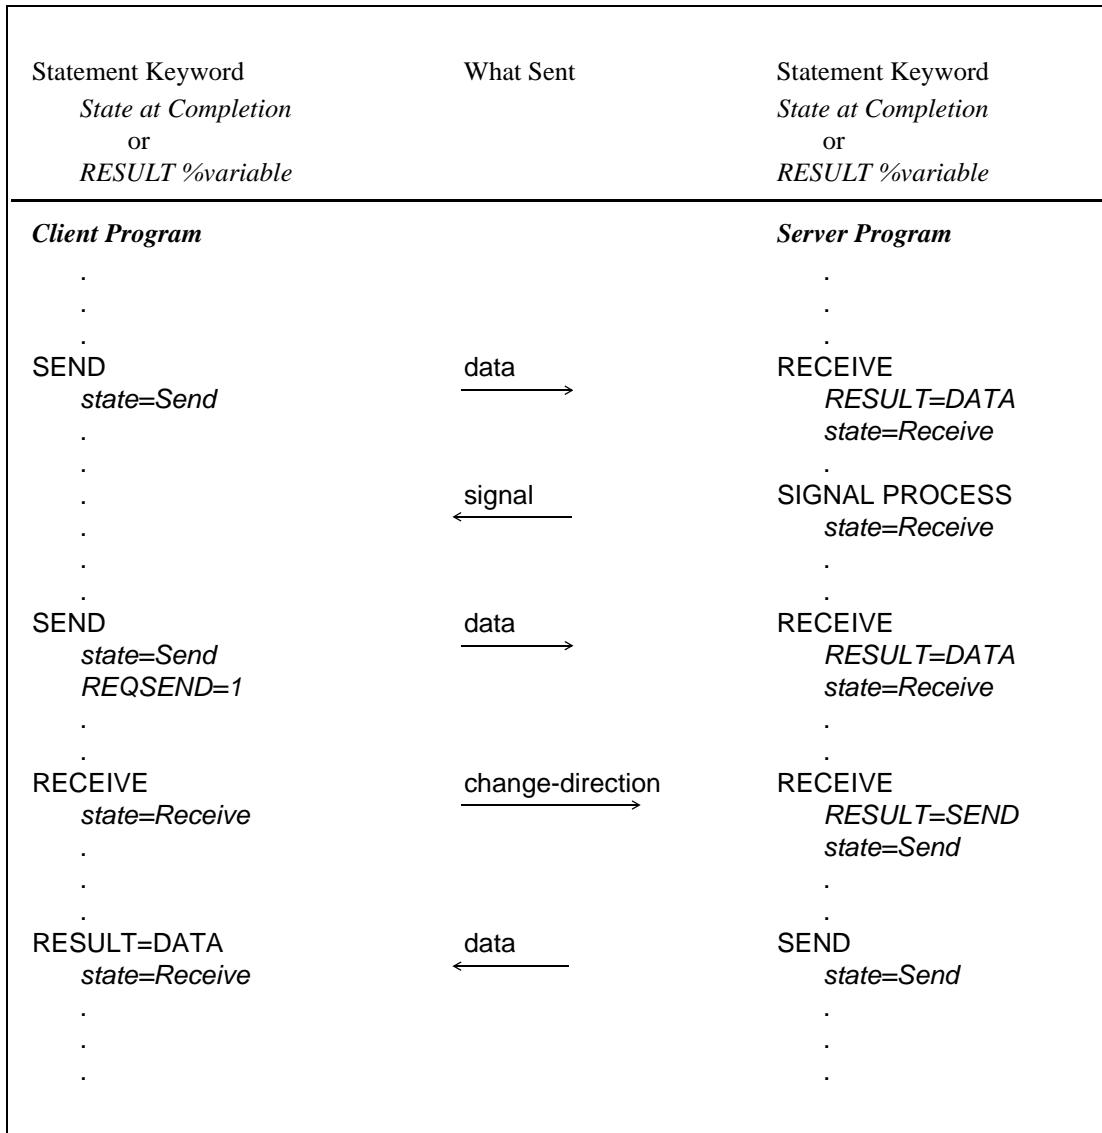 Statement Keyword What Sent Statement Keyword
State at Completion State at Completion
or or
RESULT %variable RESULT %variable
Client Program Server Program
. .
. .
. .
SEND data RECEIVE
state=Send RESULT=DATA
. state=Receive
. .
. signal SIGNAL PROCESS
. state=Receive
. .
. .
SEND data RECEIVE
state=Send RESULT=DATA
REQSEND=1 state=Receive
. .
. .
RECEIVE change-direction RECEIVE
state=Receive RESULT=SEND
. state=Send
. .
. .
RESULT=DATA data SEND
state=Receive state=Send
. .
. .
. .